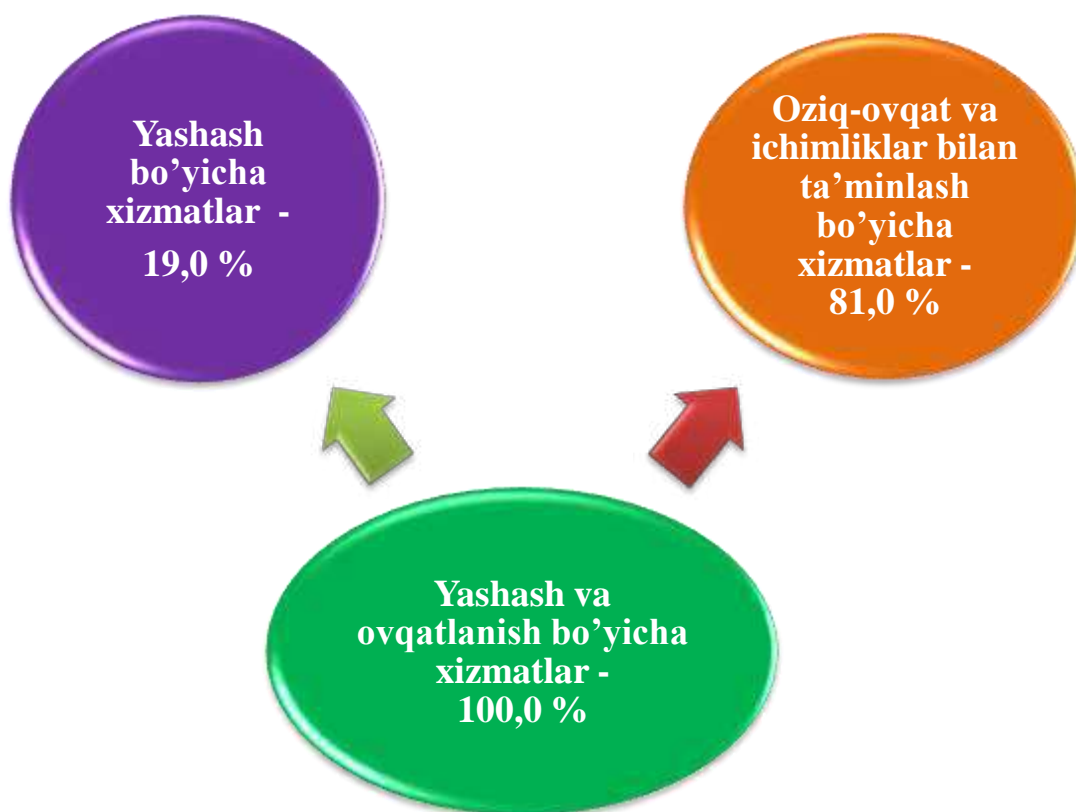 Yashash
bo’yicha
xizmatlar -
19,0 %
Oziq-ovqat va
ichimliklar bilan
ta’minlash
bo’yicha
xizmatlar -
81,0 %
Yashash va
ovqatlanish bo’yicha
xizmatlar -
100,0 %